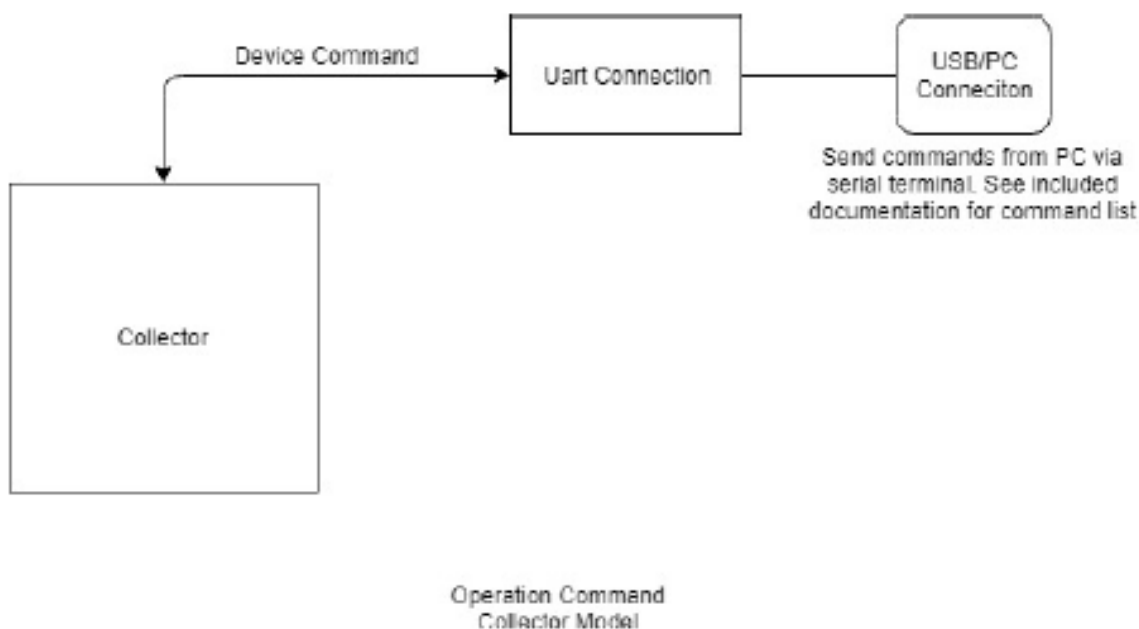 Device Command
Uart Connection
USB/PC
Conneciton
Send commands from PC via
serial terminal. See included
documentation for command list
Collector
Operation Command
Collector Model